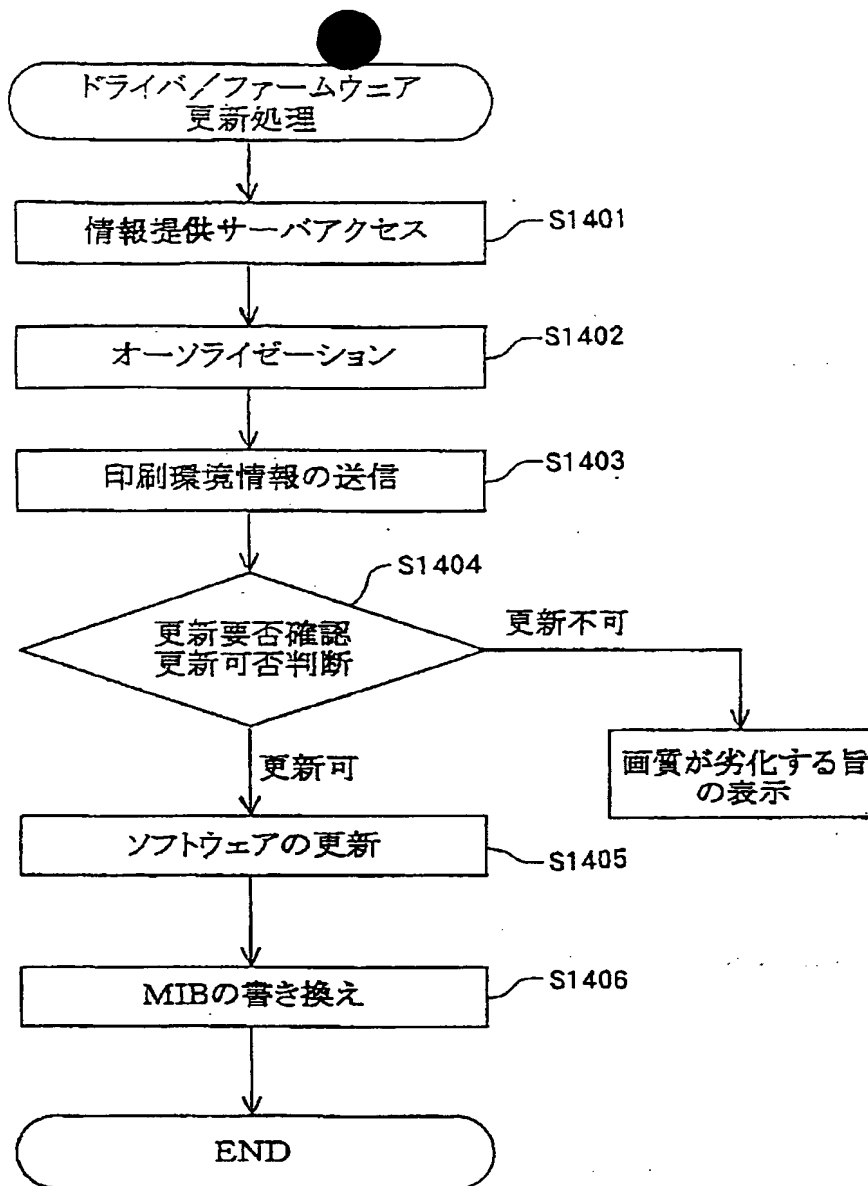 ドライバ／ファームウェア
更新処理
情報提供サーバアクセス
S1401
オーソライゼーション
S1402
印刷環境情報の送信
S1403
S1404
更新要否確認
更新可否判断
更新不可
画質が劣化する旨
の表示
更新可
ソフトウェアの更新
S1405
MIBの書き換え
S1406
END